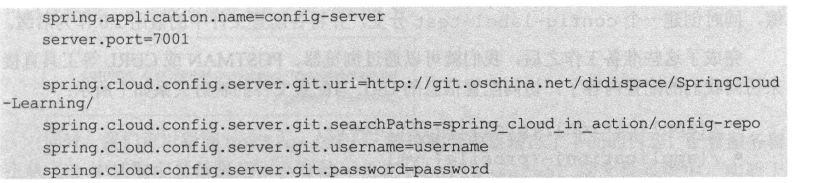 spring.application.name=config-server
server.port=7001
spring.cloud.config.server.git.uri=http://git.oschina.net/didispace/SpringCloud
-Learning/
spring.cloud.config.server.git.searchPaths=spring_cloud_in_action/config-repo
spring.cloud.config.server.git.username=username
spring.cloud.config.server.git.password=password